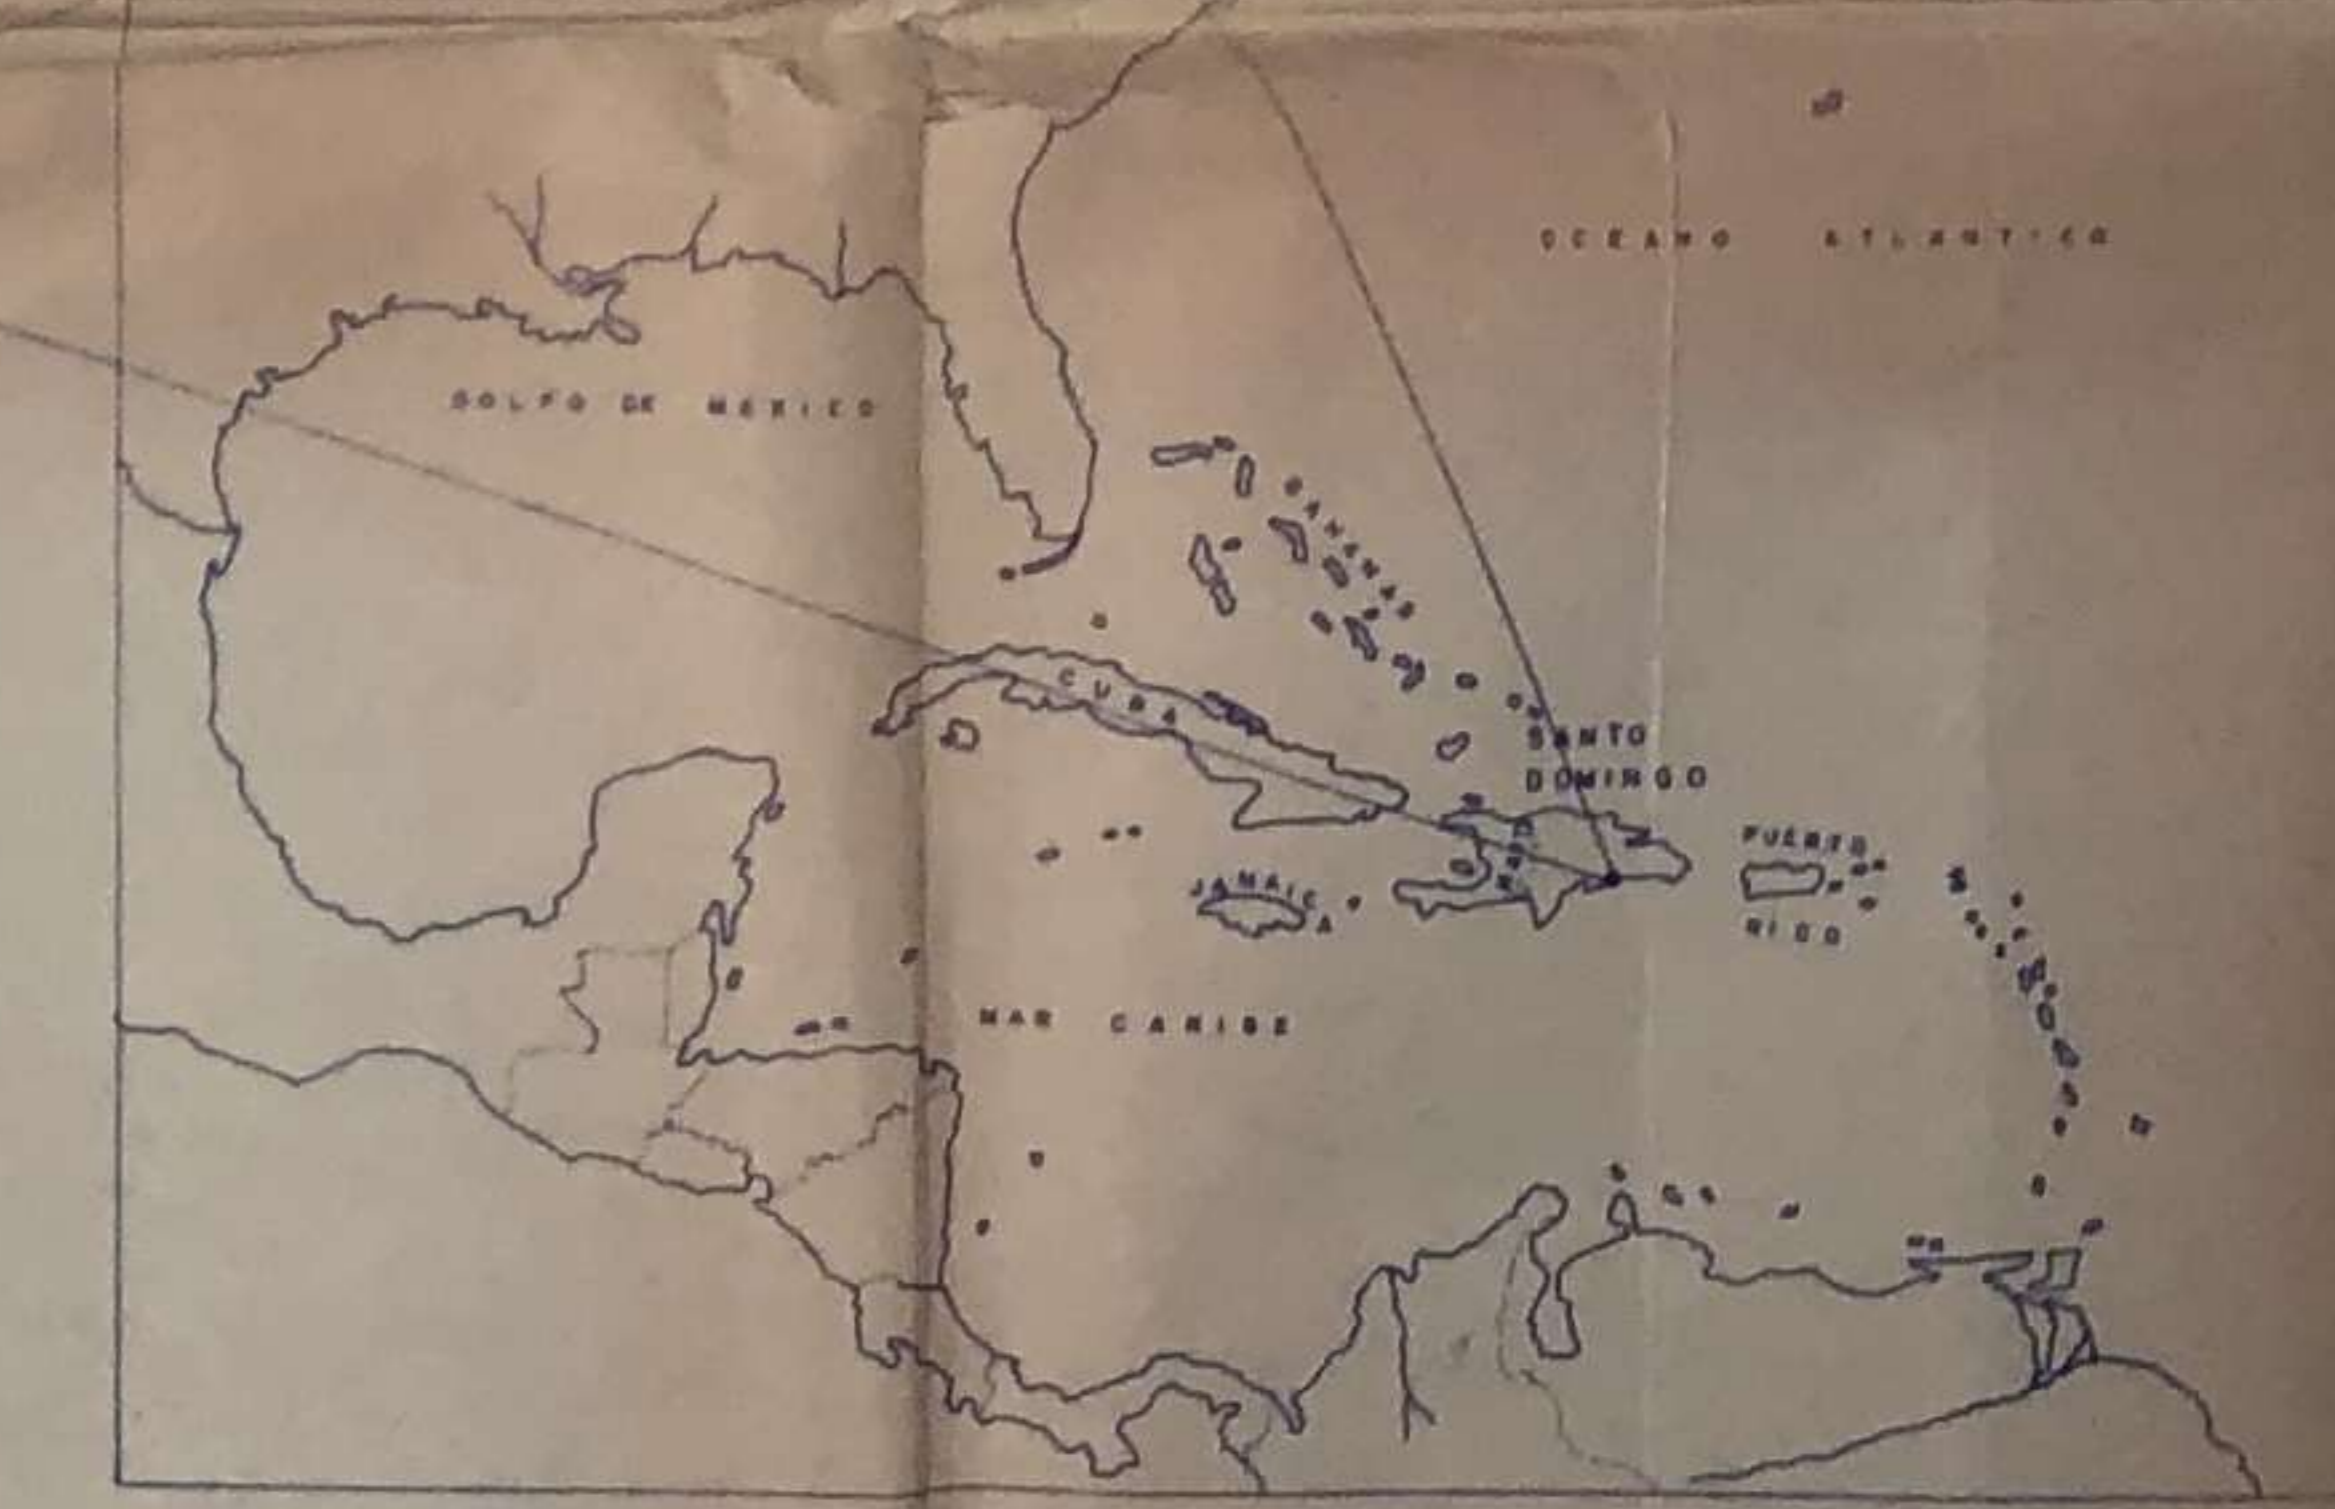 OCEANO ATLANTICO
GOLFO DE MEXICO
BAHAMAS
CUBA
SANTO
DOMINGO
PUERTO
RICO
JAMAICA
MAR CARIBE